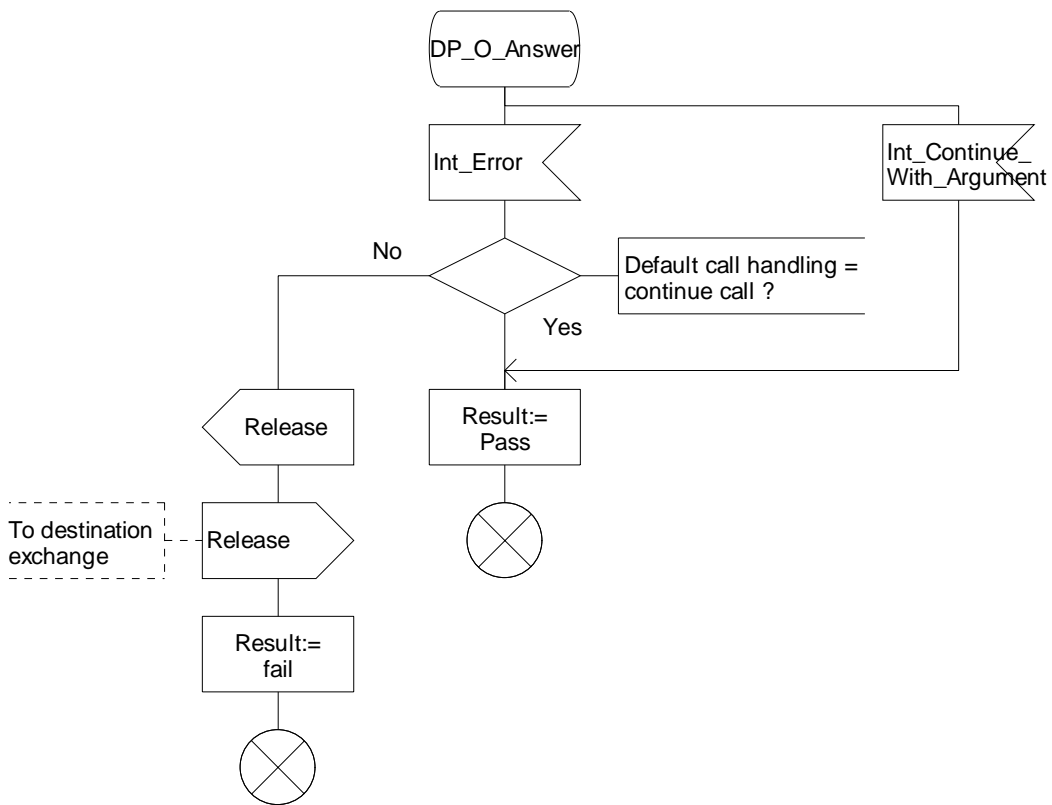 DP_O_Answer
Int_Error
Int_Continue_
With_Argument
No
Default call handling =
continue call ?
Yes
Release
Result:=
Pass
To destination
exchange
Release
Result:=
fail